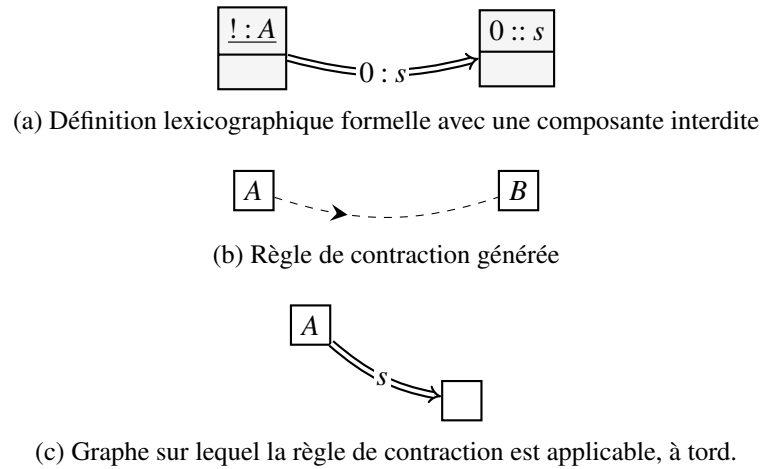 ! : A
0 :: s
0 : s
(a) Définition lexicographique formelle avec une composante interdite
A
B
(b) Règle de contraction générée
A
s
(c) Graphe sur lequel la règle de contraction est applicable, à tord.